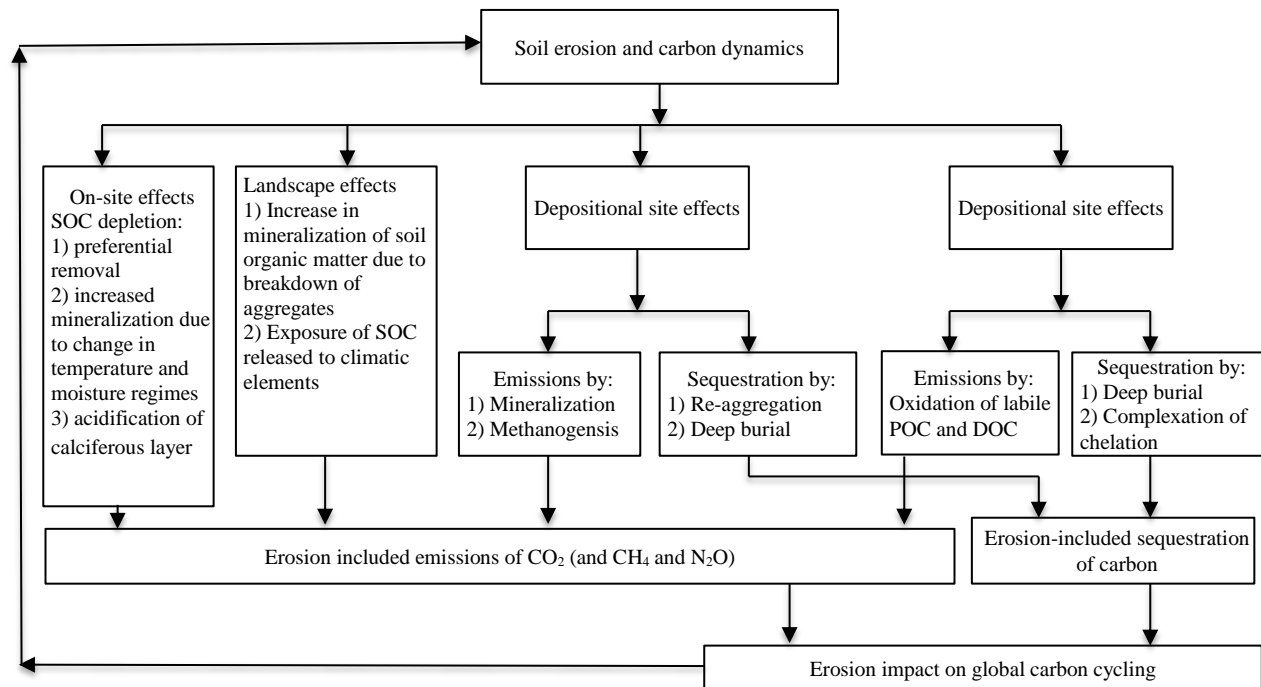 Soil erosion and carbon dynamics
On-site effects
SOC depletion:
1) preferential
removal
2) increased
mineralization due
to change in
temperature and
moisture regimes
3) acidification of
calciferous layer
Landscape effects
1) Increase in
mineralization of soil
organic matter due to
breakdown of
aggregates
2) Exposure of SOC
released to climatic
elements
Depositional site effects
Depositional site effects
Emissions by:
1) Mineralization
2) Methanogensis
Sequestration by:
1) Re-aggregation
2) Deep burial
Emissions by:
Oxidation of labile
POC and DOC
Sequestration by:
1) Deep burial
2) Complexation of
chelation
Erosion included emissions of CO₂ (and CH₄ and N₂O)
Erosion-included sequestration
of carbon
Erosion impact on global carbon cycling